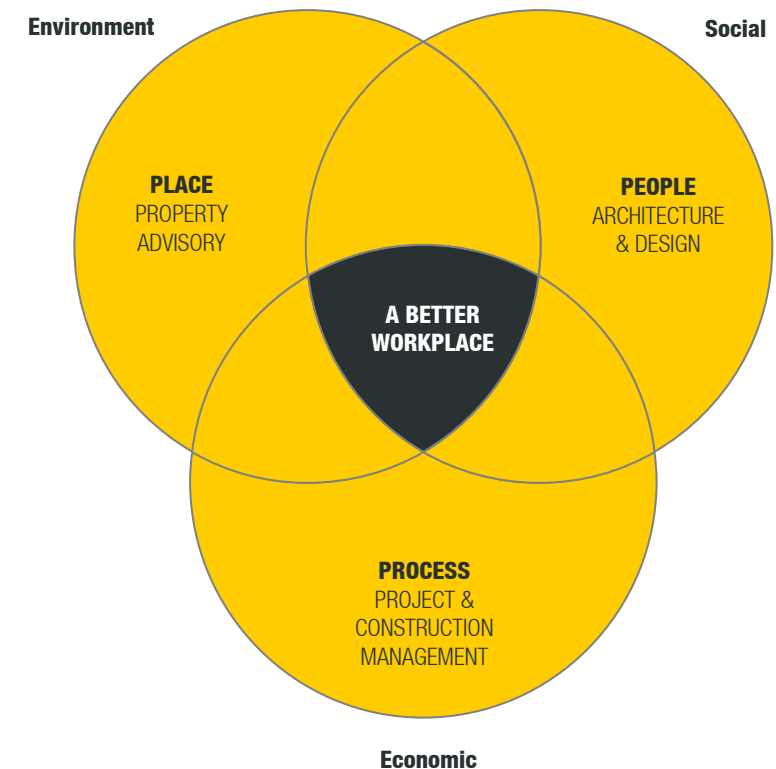 Environment
Social
PLACE
PROPERTY
ADVISORY
PEOPLE
ARCHITECTURE
& DESIGN
A BETTER
WORKPLACE
PROCESS
PROJECT &
CONSTRUCTION
MANAGEMENT
Economic